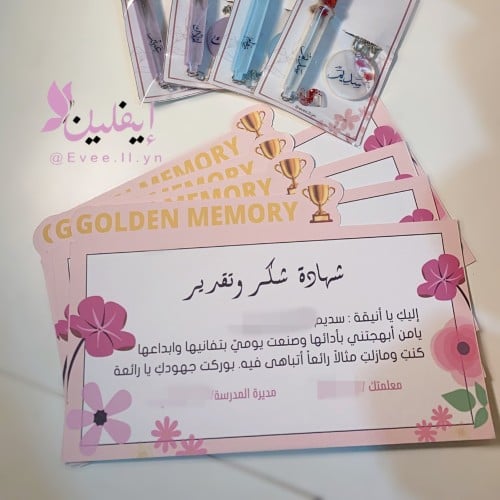 إيفلين
@Evee.ll.yn
GOLDEN MEMORY
شهادة شكر وتقدير
إليكِ يا أنيقة : سديم
يامن أبهجتني بأدائها وصنعت يوميّ بتفانيها وابداعها
كنتِ ومازلتِ مثالاً رائعاً أتباهى فيه. بوركت جهودكِ يا رائعة
معلمتك /
مديرة المدرسة/